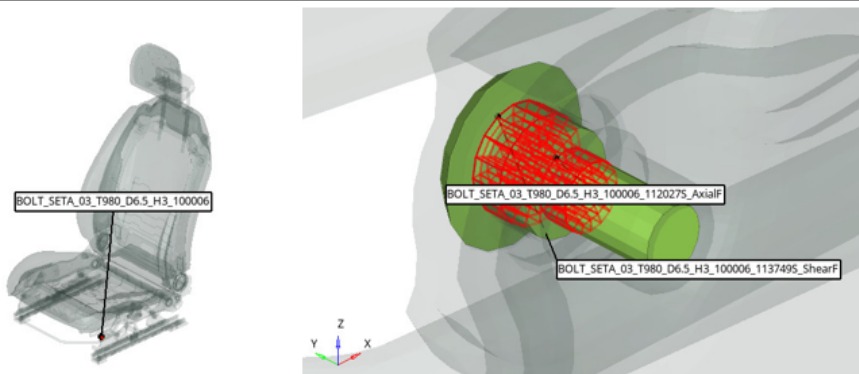 BOLT_SETA_03_T980_D6.5_H3_100006
BOLT_SETA_03_T980_D6.5_H3_100006_112027S_AxialF
BOLT_SETA_03_T980_D6.5_H3_100006_113749S_ShearF
Z
Y
X